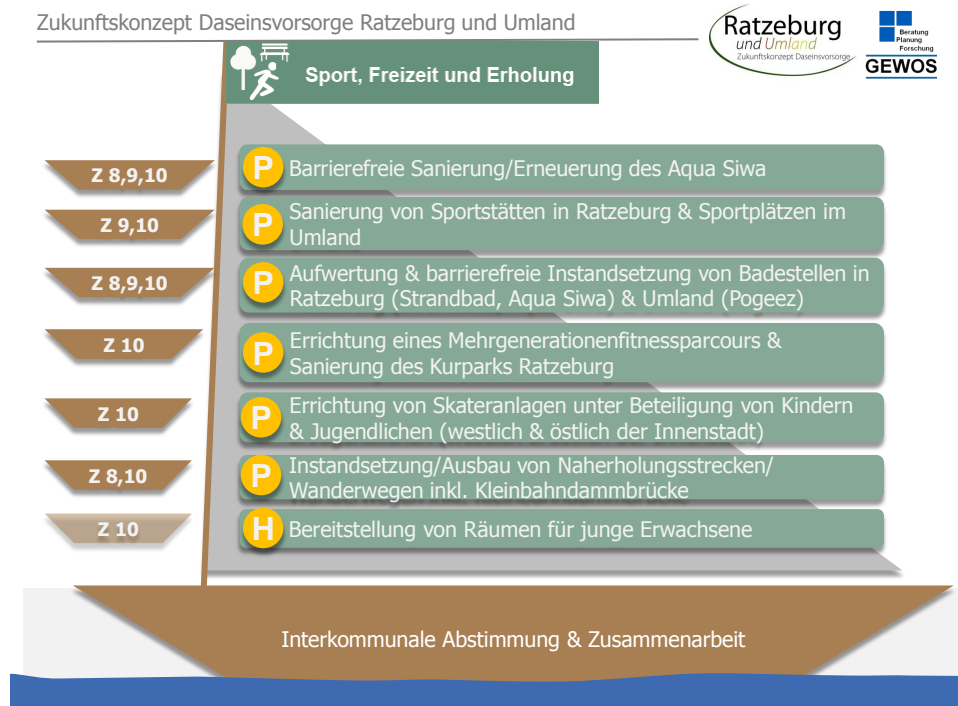 Zukunftskonzept Daseinsvorsorge Ratzeburg und Umland
Ratzeburg
und Umland
Zukunftskonzept Daseinsvorsorge
Beratung
Planung
Forschung
GEWOS
Sport, Freizeit und Erholung
Z 8,9,10
P Barrierefreie Sanierung/Erneuerung des Aqua Siwa
Z 9,10
P Sanierung von Sportstätten in Ratzeburg & Sportplätzen im
Umland
Z 8,9,10
P Aufwertung & barrierefreie Instandsetzung von Badestellen in
Ratzeburg (Strandbad, Aqua Siwa) & Umland (Pogeez)
Z 10
P Errichtung eines Mehrgenerationenfitnessparcours &
Sanierung des Kurparks Ratzeburg
Z 10
P Errichtung von Skateranlagen unter Beteiligung von Kindern
& Jugendlichen (westlich & östlich der Innenstadt)
Z 8,10
P Instandsetzung/Ausbau von Naherholungsstrecken/
Wanderwegen inkl. Kleinbahndammbrücke
Z 10
H Bereitstellung von Räumen für junge Erwachsene
Interkommunale Abstimmung & Zusammenarbeit